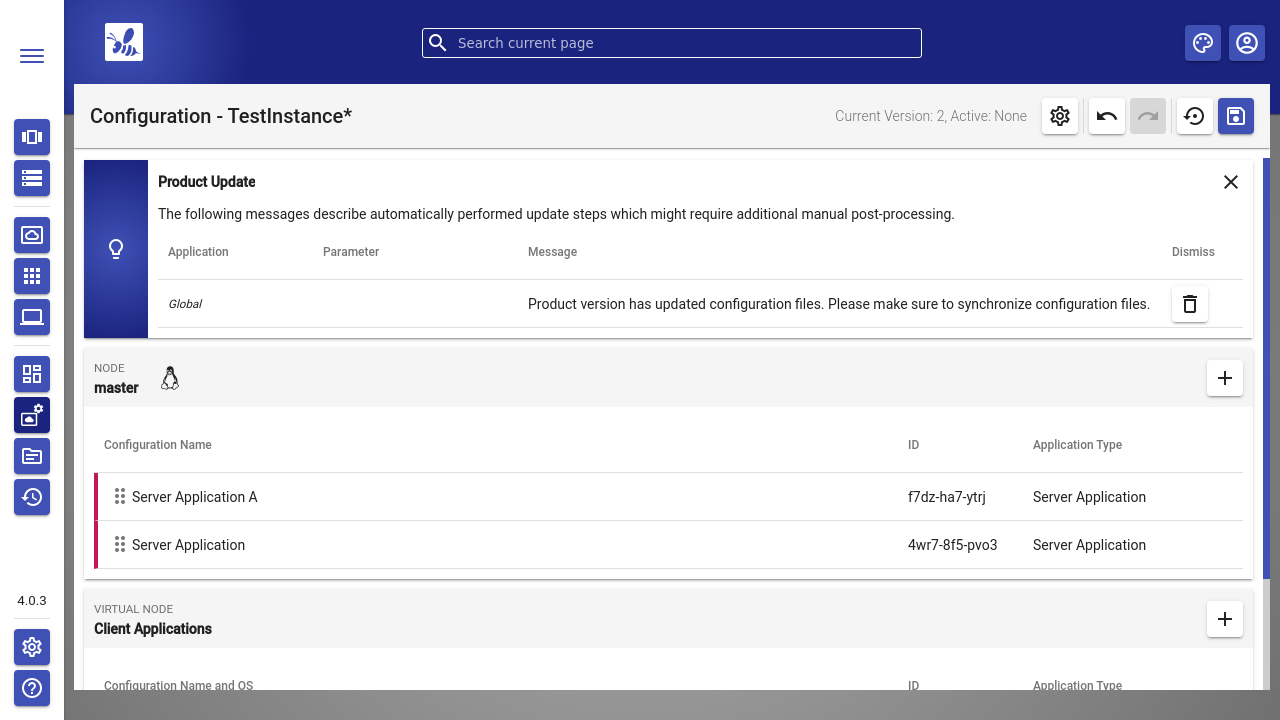 Search current page
Configuration - TestInstance*
Current Version: 2, Active: None
Product Update
The following messages describe automatically performed update steps which might require additional manual post-processing.
Application Parameter Message Dismiss
Global Product version has updated configuration files. Please make sure to synchronize configuration files.
NODE
master
Configuration Name ID Application Type
Server Application A f7dz-ha7-ytrj Server Application
Server Application 4wr7-8f5-pvo3 Server Application
4.0.3
VIRTUAL NODE
Client Applications
Configuration Name and OS ID Application Type